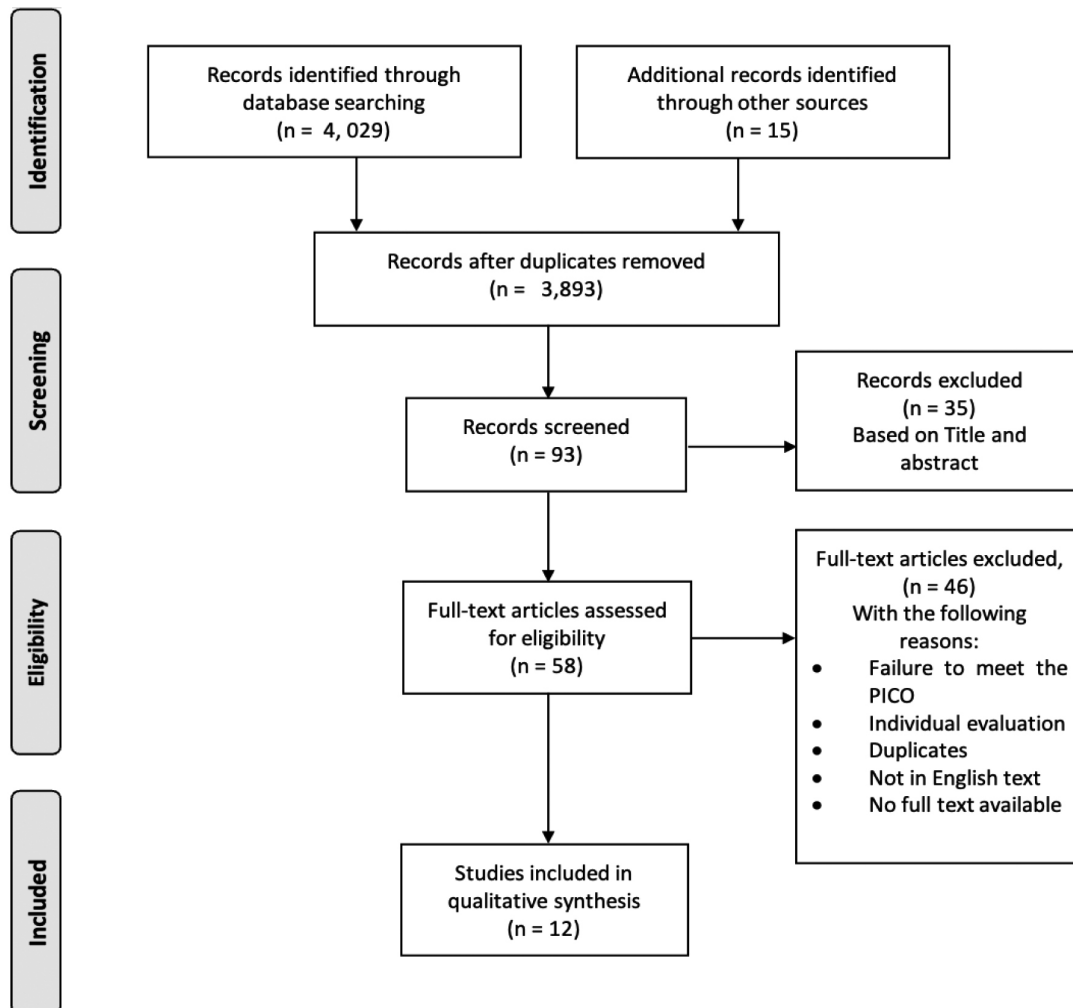 Identification
Records identified through
database searching
(n = 4, 029)
Additional records identified
through other sources
(n = 15)
Records after duplicates removed
(n = 3,893)
Screening
Records screened
(n = 93)
Records excluded
(n = 35)
Based on Title and
abstract
Eligibility
Full-text articles assessed
for eligibility
(n = 58)
Full-text articles excluded,
(n = 46)
With the following
reasons:
• Failure to meet the
PICO
• Individual evaluation
• Duplicates
• Not in English text
• No full text available
Included
Studies included in
qualitative synthesis
(n = 12)